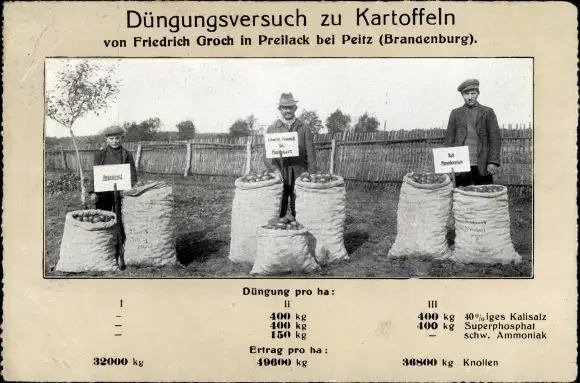 Düngungsversuch zu Kartoffeln
von Friedrich Groch in Preilack bei Peitz (Brandenburg).
Ungedüngt
Düngung pro ha:
I II III
– 400 kg 400 kg 40%iges Kalisalz
– 400 kg 400 kg Superphosphat
– 150 kg – schw. Ammoniak
Ertrag pro ha:
32000 kg 49600 kg 36800 kg Knollen